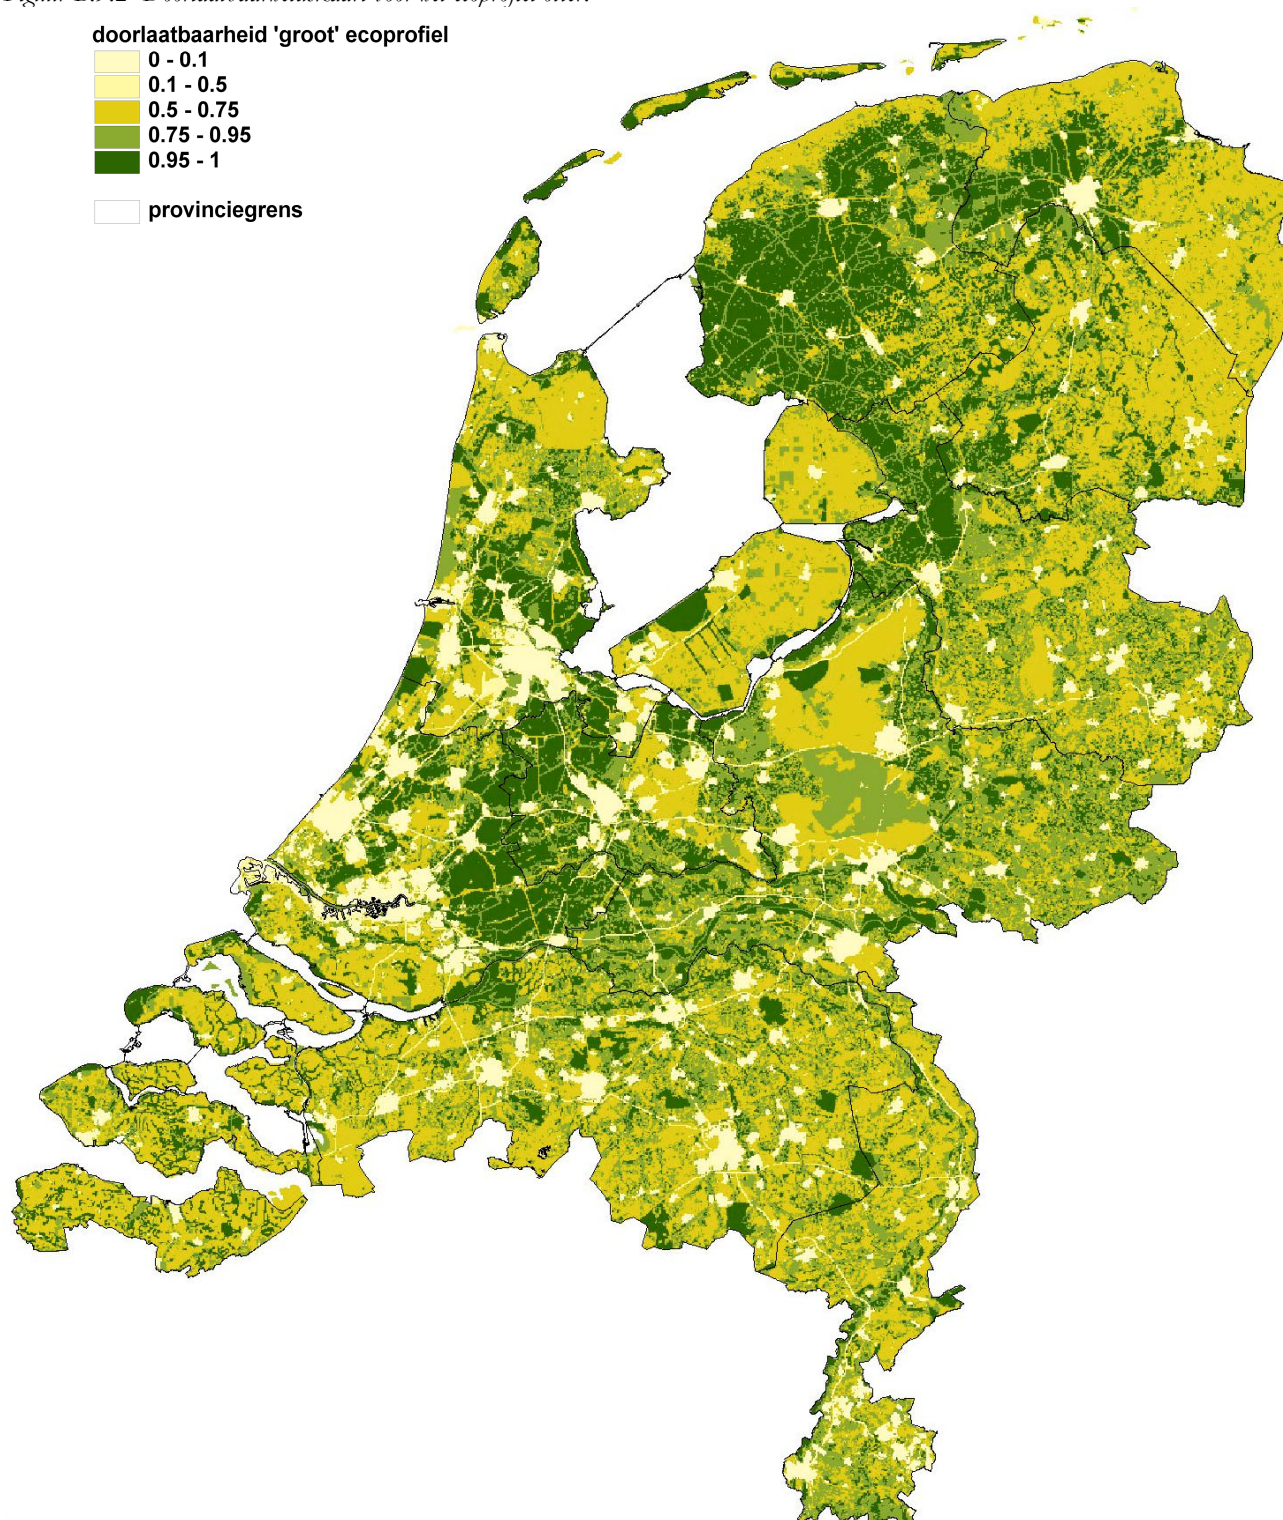 doorlaatbaarheid 'groot' ecoprofiel
0 - 0.1
0.1 - 0.5
0.5 - 0.75
0.75 - 0.95
0.95 - 1
provinciegrens